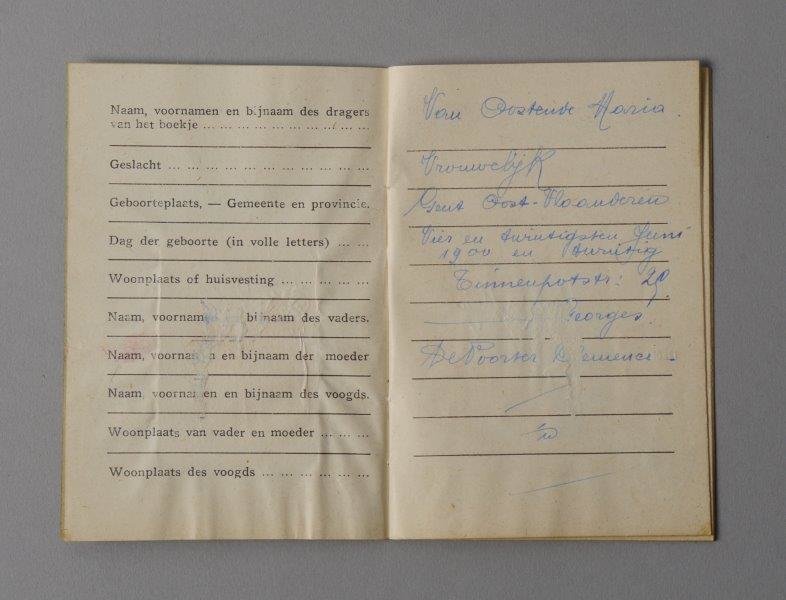 Naam, voornamen en bijnaam des dragers
van het boekje ... ... ... ... ... ... ... ... ... ...
Van Oostende Maria.
Geslacht ... ... ... ... ... ... ... ... ... ... ... ...
Vrouwelijk
Geboorteplaats, — Gemeente en provincie.
Gent Oost-Vlaanderen
Dag der geboorte (in volle letters) ... ...
Vier en twintigsten Juni
1900 en twintig
Woonplaats of huisvesting ... ... ... ... ...
Tinnenpotstr: 29.
Naam, voorname bijnaam des vaders.
Georges.
Naam, voornamen en bijnaam der moeder
De Voorter Clemence
Naam, voornamen en bijnaam des voogds.
Woonplaats van vader en moeder ... ... ...
Woonplaats des voogds ... ... ... ... ... ...